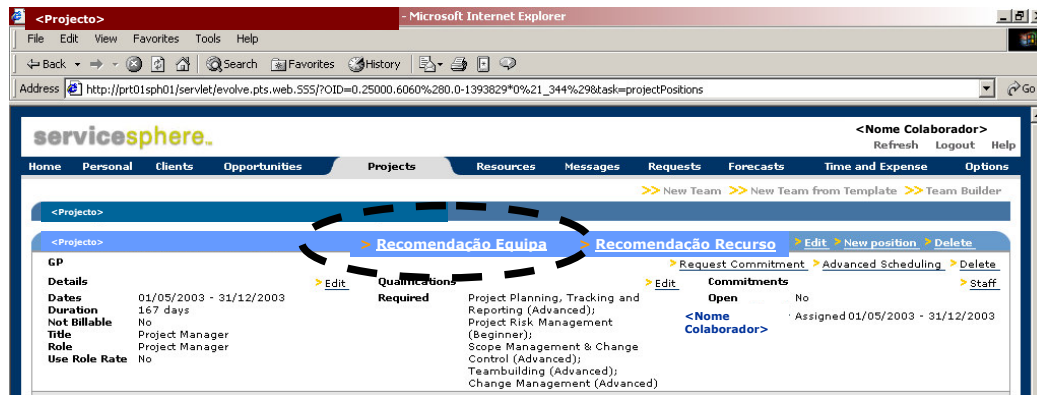 <Projecto> - Microsoft Internet Explorer
File Edit View Favorites Tools Help
Back Search Favorites History
Address http://prt01sph01/servlet/evolve.pts.web.SSS/?OID=0.25000.6060%280.0-1393829*0%21_344%29&task=projectPositions Go
servicesphere
<Nome Colaborador>
Refresh Logout Help
Home Personal Clients Opportunities Projects Resources Messages Requests Forecasts Time and Expense Options
>> New Team >> New Team from Template >> Team Builder
<Projecto>
<Projecto> > Recomendação Equipa > Recomendação Recurso > Edit > New position > Delete
GP > Request Commitment > Advanced Scheduling > Delete
Details > Edit Qualifications > Edit Commitments > Staff
Dates 01/05/2003 - 31/12/2003 Required Project Planning, Tracking and Open No
Duration 167 days Reporting (Advanced);
Not Billable No Project Risk Management <Nome Assigned 01/05/2003 - 31/12/2003
Title Project Manager (Beginner); Colaborador>
Role Project Manager Scope Management & Change
Use Role Rate No Control (Advanced);
Teambuilding (Advanced);
Change Management (Advanced)